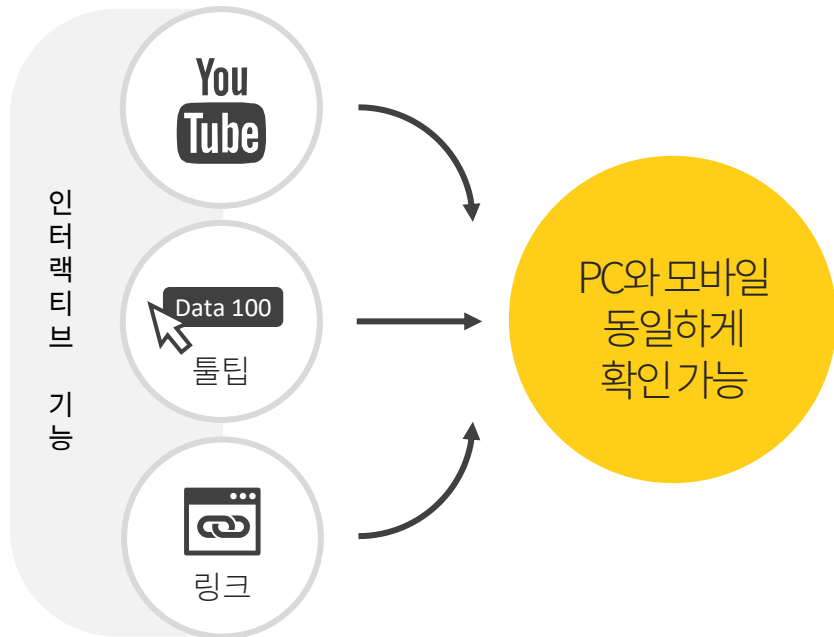 인터랙티브 기능
You
Tube
Data 100
툴팁
링크
PC와 모바일
동일하게
확인 가능